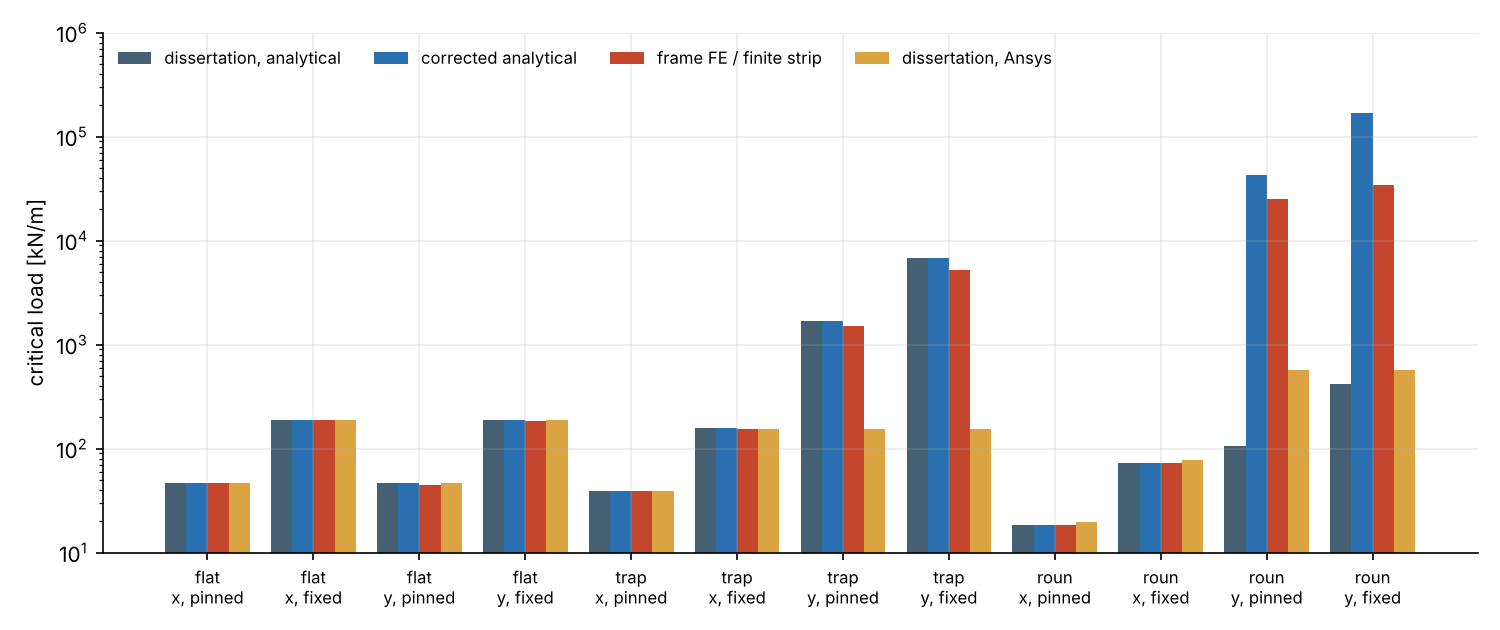 10^6
dissertation, analytical corrected analytical frame FE / finite strip dissertation, Ansys
10^5
10^4
critical load [kN/m]
10^3
10^2
10^1
flat flat flat flat trap trap trap trap roun roun roun roun
x, pinned x, fixed y, pinned y, fixed x, pinned x, fixed y, pinned y, fixed x, pinned x, fixed y, pinned y, fixed